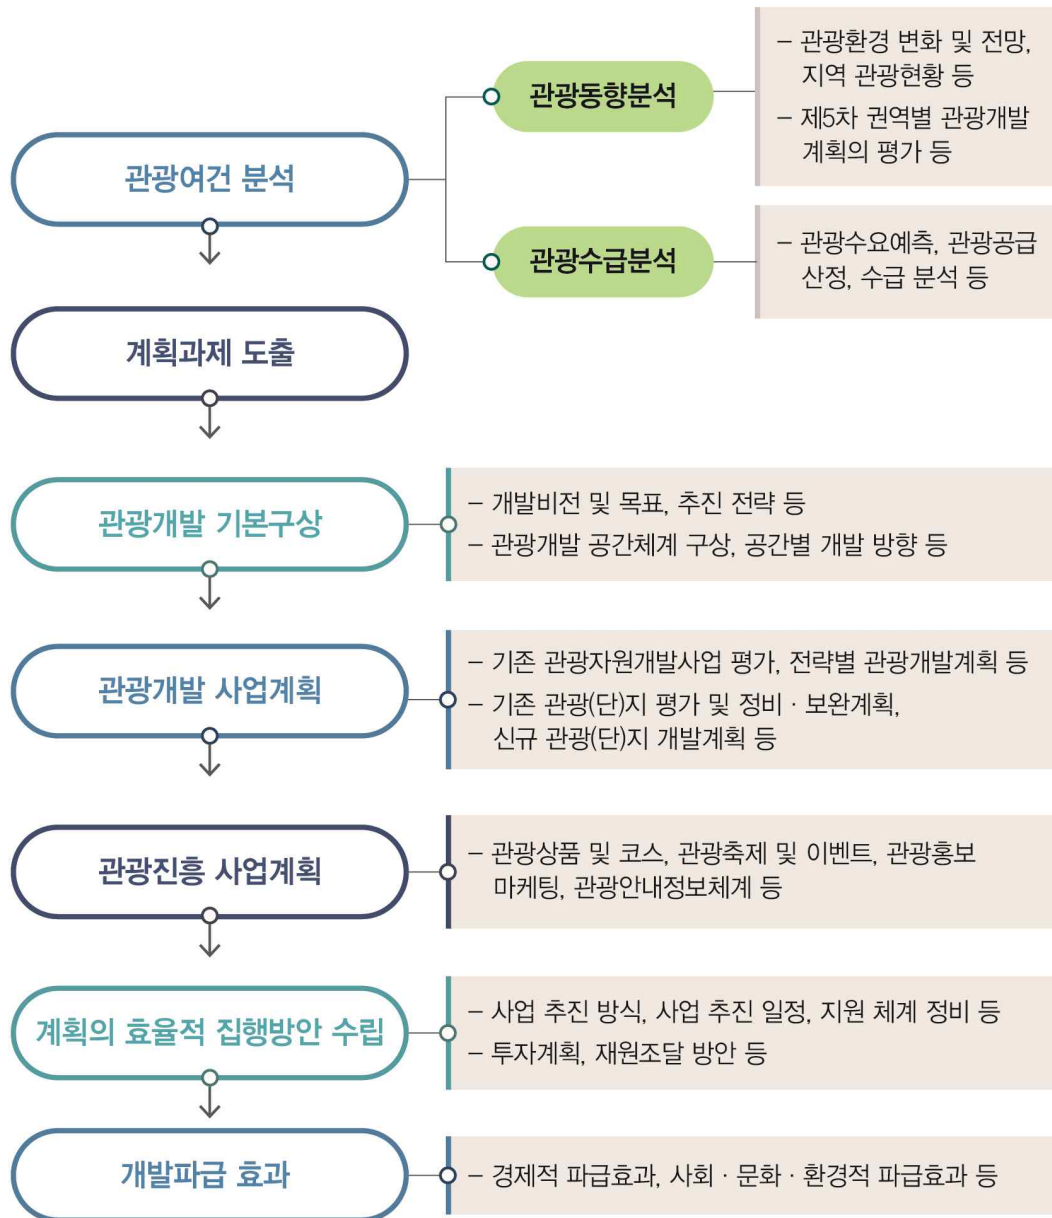 관광여건 분석
관광동향분석
– 관광환경 변화 및 전망,
지역 관광현황 등
– 제5차 권역별 관광개발
계획의 평가 등
관광수급분석
– 관광수요예측, 관광공급
산정, 수급 분석 등
계획과제 도출
관광개발 기본구상
– 개발비전 및 목표, 추진 전략 등
– 관광개발 공간체계 구상, 공간별 개발 방향 등
관광개발 사업계획
– 기존 관광자원개발사업 평가, 전략별 관광개발계획 등
– 기존 관광(단)지 평가 및 정비 · 보완계획,
신규 관광(단)지 개발계획 등
관광진흥 사업계획
– 관광상품 및 코스, 관광축제 및 이벤트, 관광홍보
마케팅, 관광안내정보체계 등
계획의 효율적 집행방안 수립
– 사업 추진 방식, 사업 추진 일정, 지원 체계 정비 등
– 투자계획, 재원조달 방안 등
개발파급 효과
– 경제적 파급효과, 사회 · 문화 · 환경적 파급효과 등